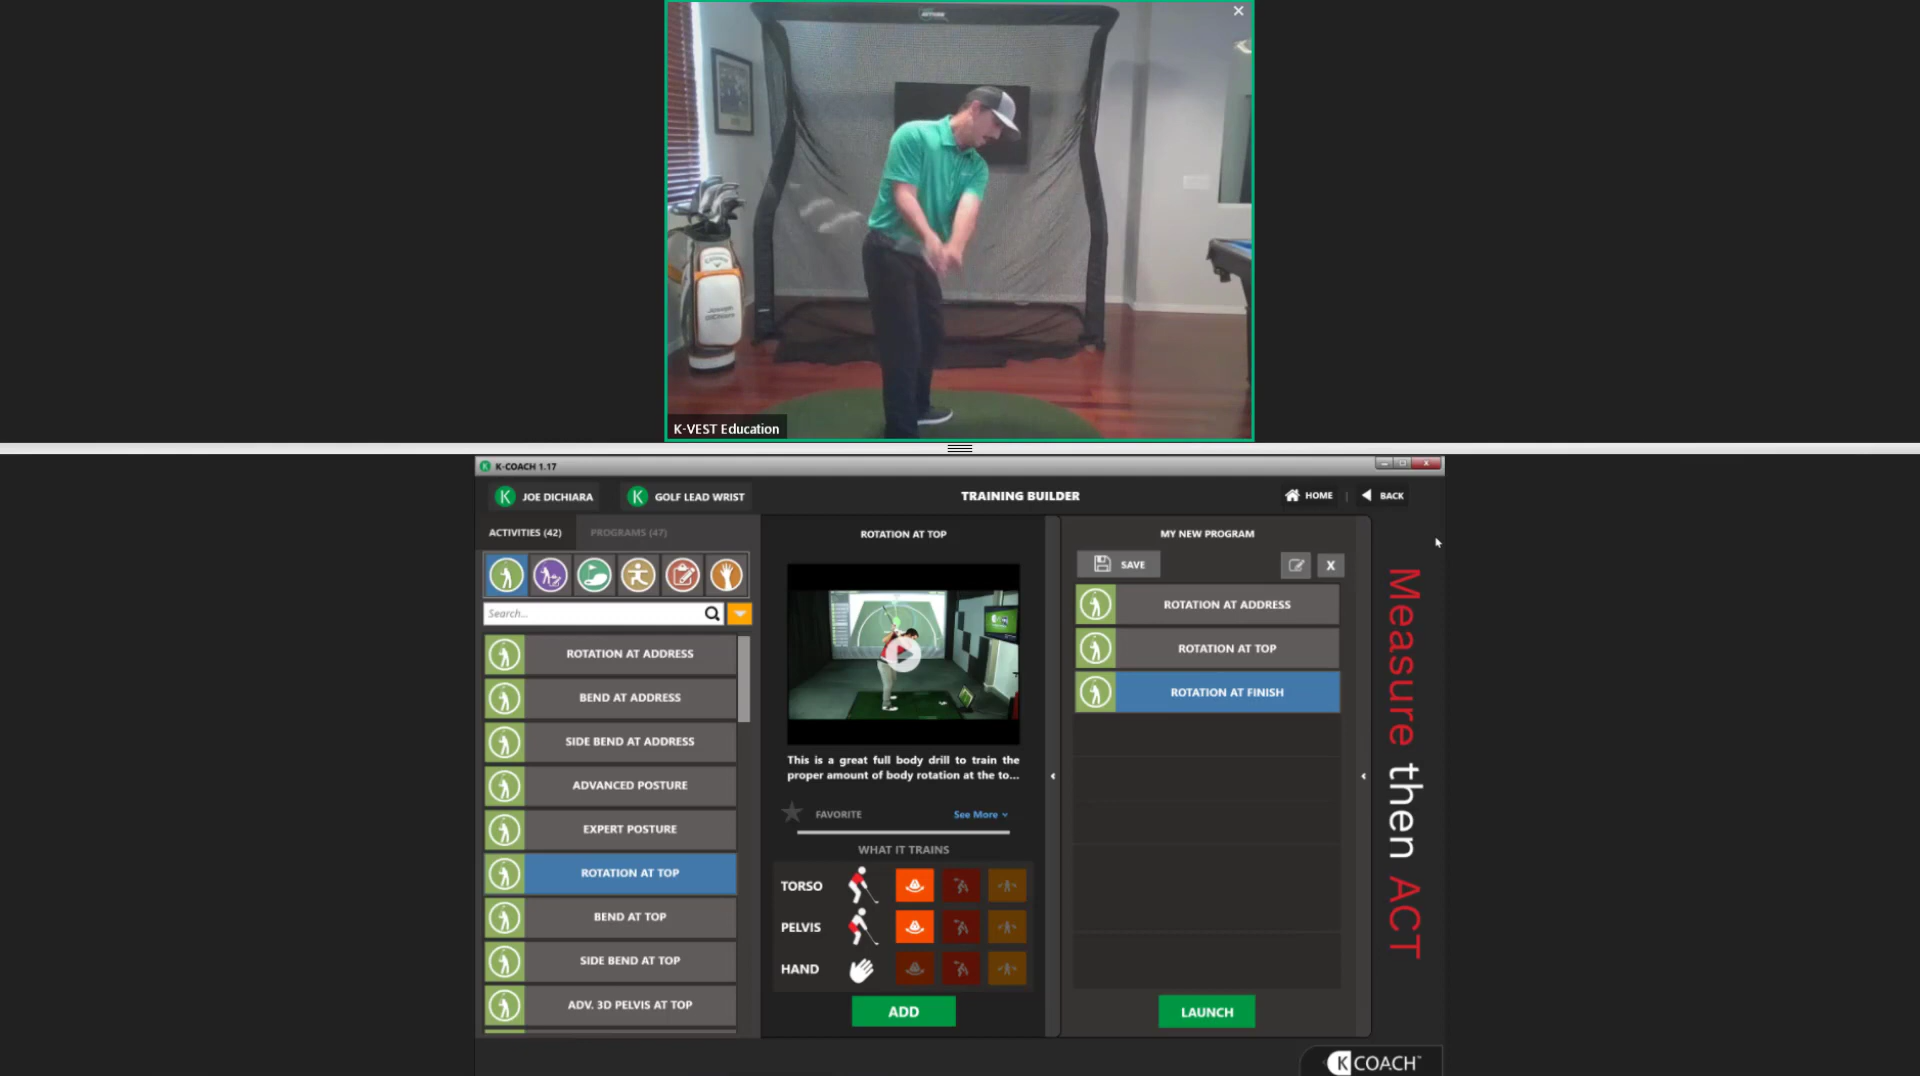 K-VEST Education
K-COACH 1.17
K JOE DICHIARA
K GOLF LEAD WRIST
TRAINING BUILDER
HOME
BACK
ACTIVITIES (42)
PROGRAMS (47)
Search...
ROTATION AT ADDRESS
BEND AT ADDRESS
SIDE BEND AT ADDRESS
ADVANCED POSTURE
EXPERT POSTURE
ROTATION AT TOP
BEND AT TOP
SIDE BEND AT TOP
ADV. 3D PELVIS AT TOP
ROTATION AT TOP
This is a great full body drill to train the
proper amount of body rotation at the to...
FAVORITE
See More
WHAT IT TRAINS
TORSO
PELVIS
HAND
ADD
MY NEW PROGRAM
SAVE
X
ROTATION AT ADDRESS
ROTATION AT TOP
ROTATION AT FINISH
LAUNCH
Measure then ACT
K COACH™